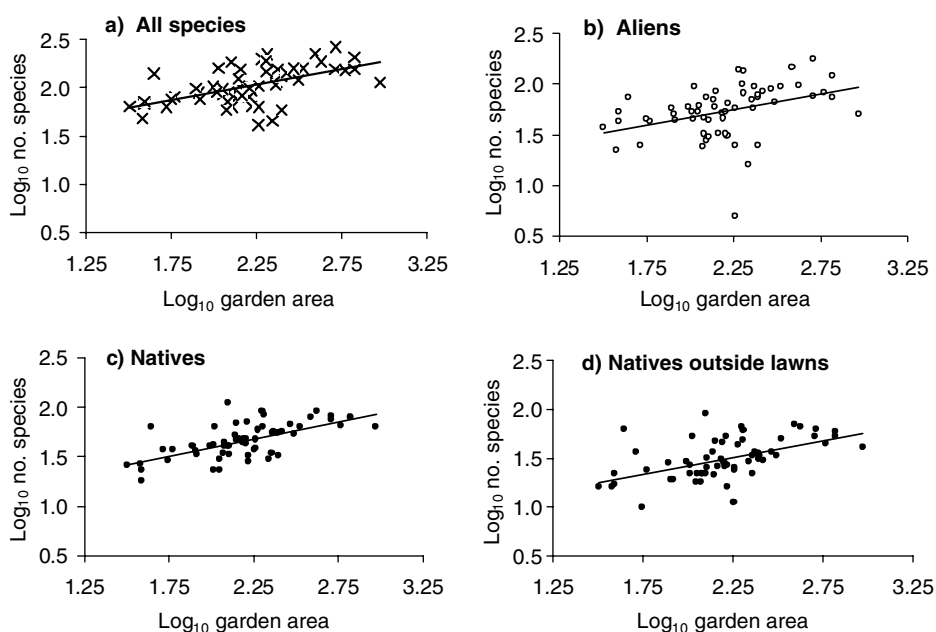 a) All species
2.5
2.0
1.5
1.0
0.5
1.25 1.75 2.25 2.75 3.25
Log10 no. species
Log10 garden area
b) Aliens
2.5
2.0
1.5
1.0
0.5
1.25 1.75 2.25 2.75 3.25
Log10 no. species
Log10 garden area
c) Natives
2.5
2.0
1.5
1.0
0.5
1.25 1.75 2.25 2.75 3.25
Log10 no. species
Log10 garden area
d) Natives outside lawns
2.5
2.0
1.5
1.0
0.5
1.25 1.75 2.25 2.75 3.25
Log10 no. species
Log10 garden area